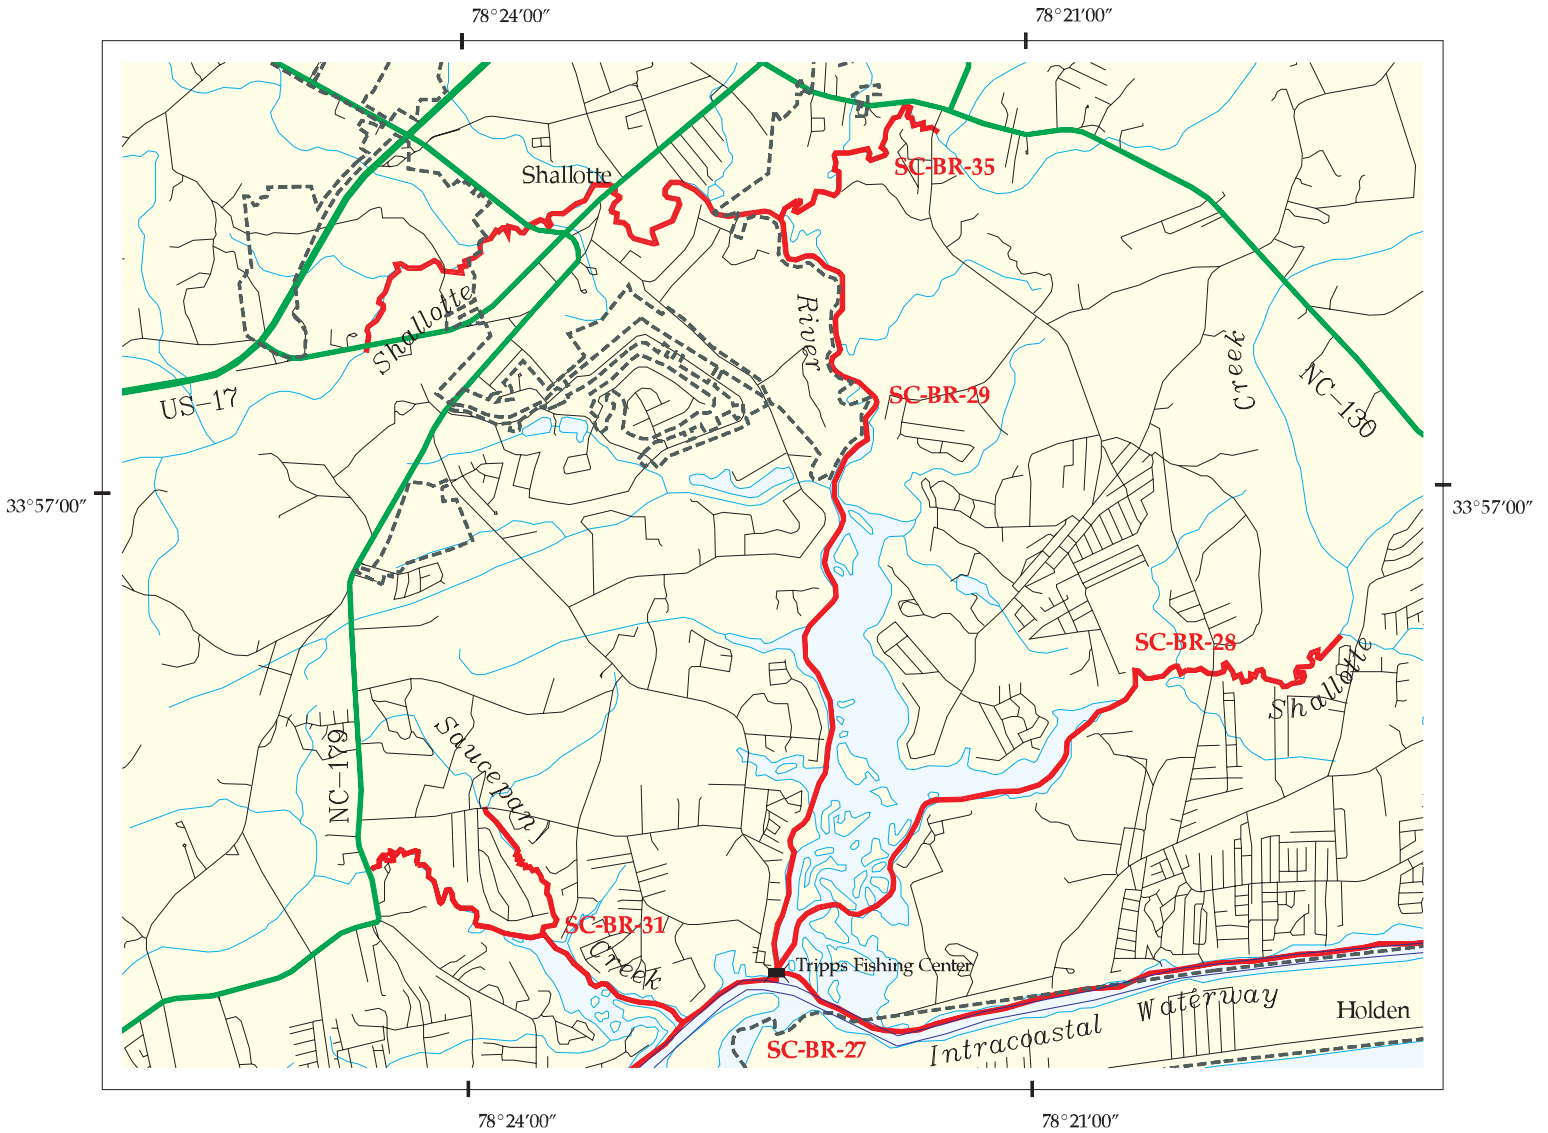 78°24′00″
78°21′00″
SC-BR-35
Shallotte
Shallotte
River
Creek
NC-130
US-17
SC-BR-29
33°57′00″
33°57′00″
SC-BR-28
Shallotte
Saucepan
NC-179
SC-BR-31
Creek
Tripps Fishing Center
Waterway
Holden
Intracoastal
SC-BR-27
78°24′00″
78°21′00″